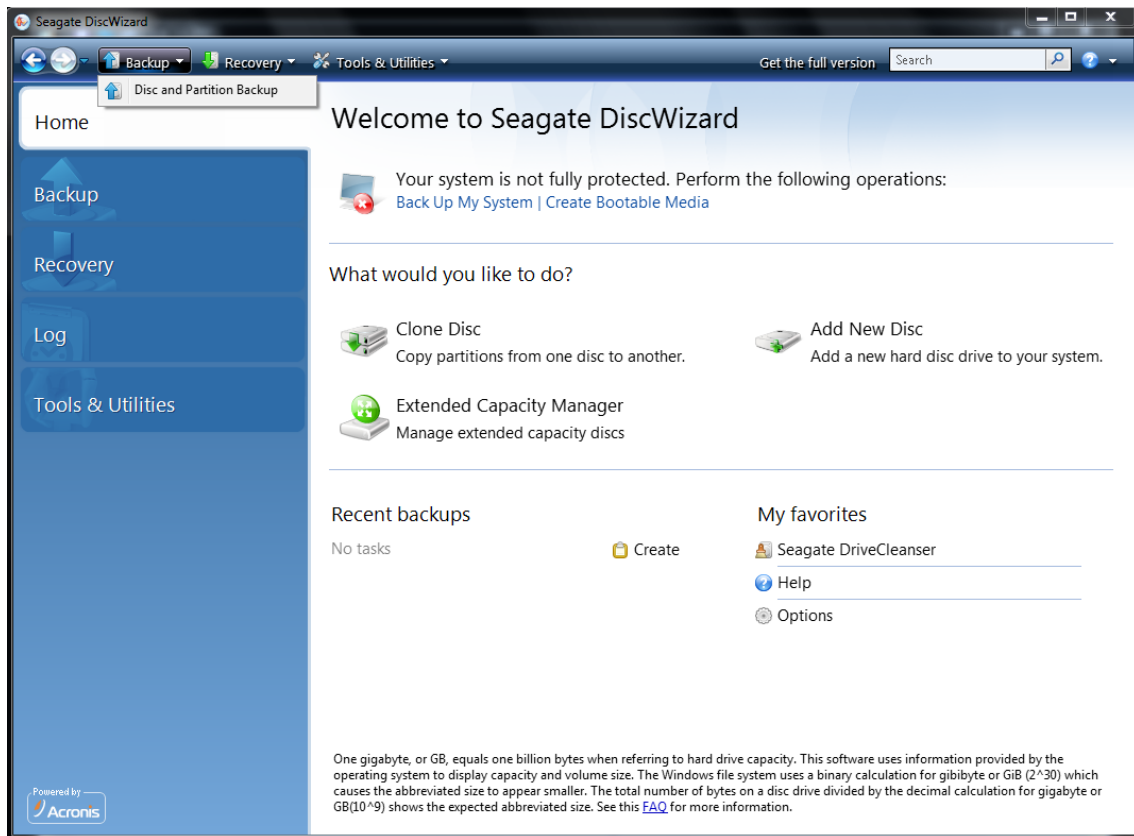 Seagate DiscWizard
Backup Recovery Tools & Utilities Get the full version Search
Disc and Partition Backup
Home
Backup
Recovery
Log
Tools & Utilities
Welcome to Seagate DiscWizard
Your system is not fully protected. Perform the following operations:
Back Up My System | Create Bootable Media
What would you like to do?
Clone Disc
Copy partitions from one disc to another.
Add New Disc
Add a new hard disc drive to your system.
Extended Capacity Manager
Manage extended capacity discs
Recent backups
No tasks Create
My favorites
Seagate DriveCleanser
Help
Options
One gigabyte, or GB, equals one billion bytes when referring to hard drive capacity. This software uses information provided by the
operating system to display capacity and volume size. The Windows file system uses a binary calculation for gibibyte or GiB (2^30) which
causes the abbreviated size to appear smaller. The total number of bytes on a disc drive divided by the decimal calculation for gigabyte or
GB(10^9) shows the expected abbreviated size. See this FAQ for more information.
Powered by
Acronis